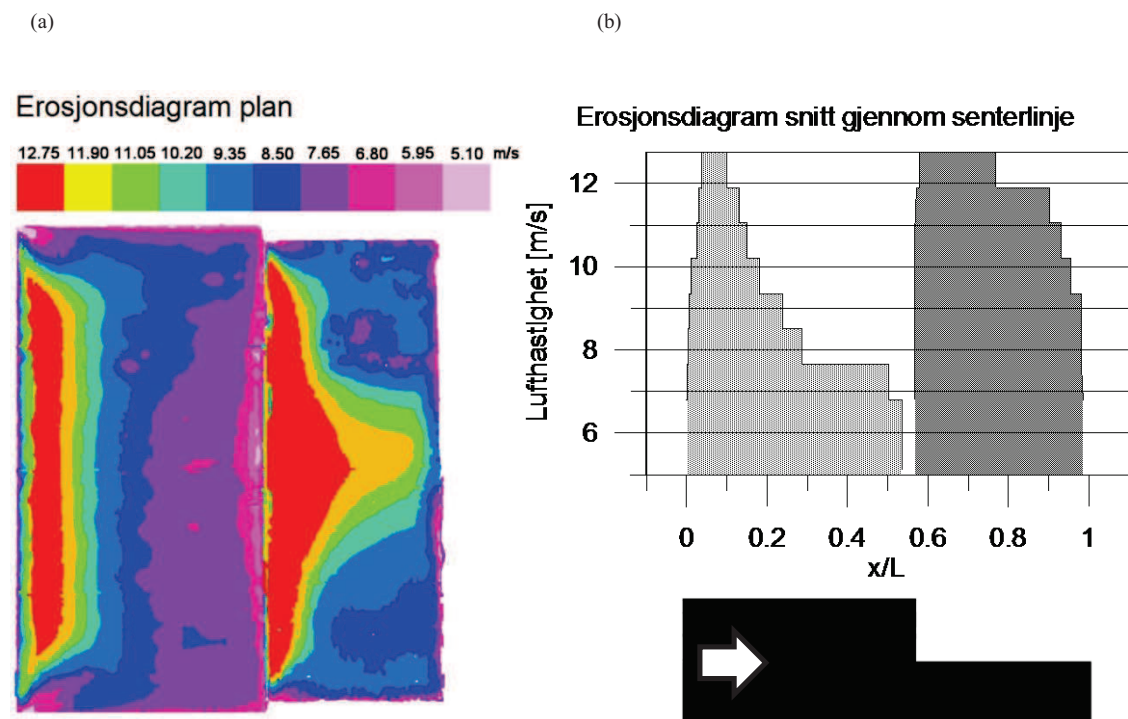 (a)
(b)
Erosjonsdiagram plan
12.75 11.90 11.05 10.20 9.35 8.50 7.65 6.80 5.95 5.10 m/s
Erosjonsdiagram snitt gjennom senterlinje
Lufthastighet [m/s]
12
10
8
6
0 0.2 0.4 0.6 0.8 1
x/L